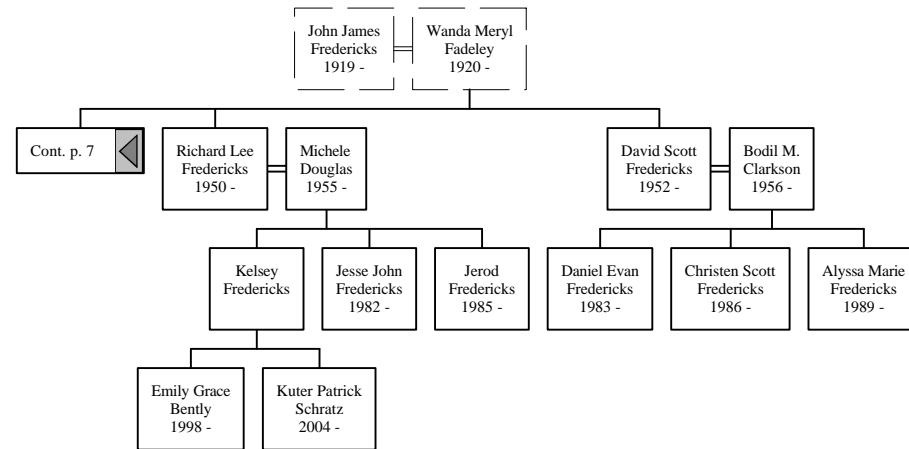 John James
Fredericks
1919 -
Wanda Meryl
Fadeley
1920 -
Cont. p. 7
Richard Lee
Fredericks
1950 -
Michele
Douglas
1955 -
David Scott
Fredericks
1952 -
Bodil M.
Clarkson
1956 -
Kelsey
Fredericks
Jesse John
Fredericks
1982 -
Jerod
Fredericks
1985 -
Daniel Evan
Fredericks
1983 -
Christen Scott
Fredericks
1986 -
Alyssa Marie
Fredericks
1989 -
Emily Grace
Bently
1998 -
Kuter Patrick
Schratz
2004 -